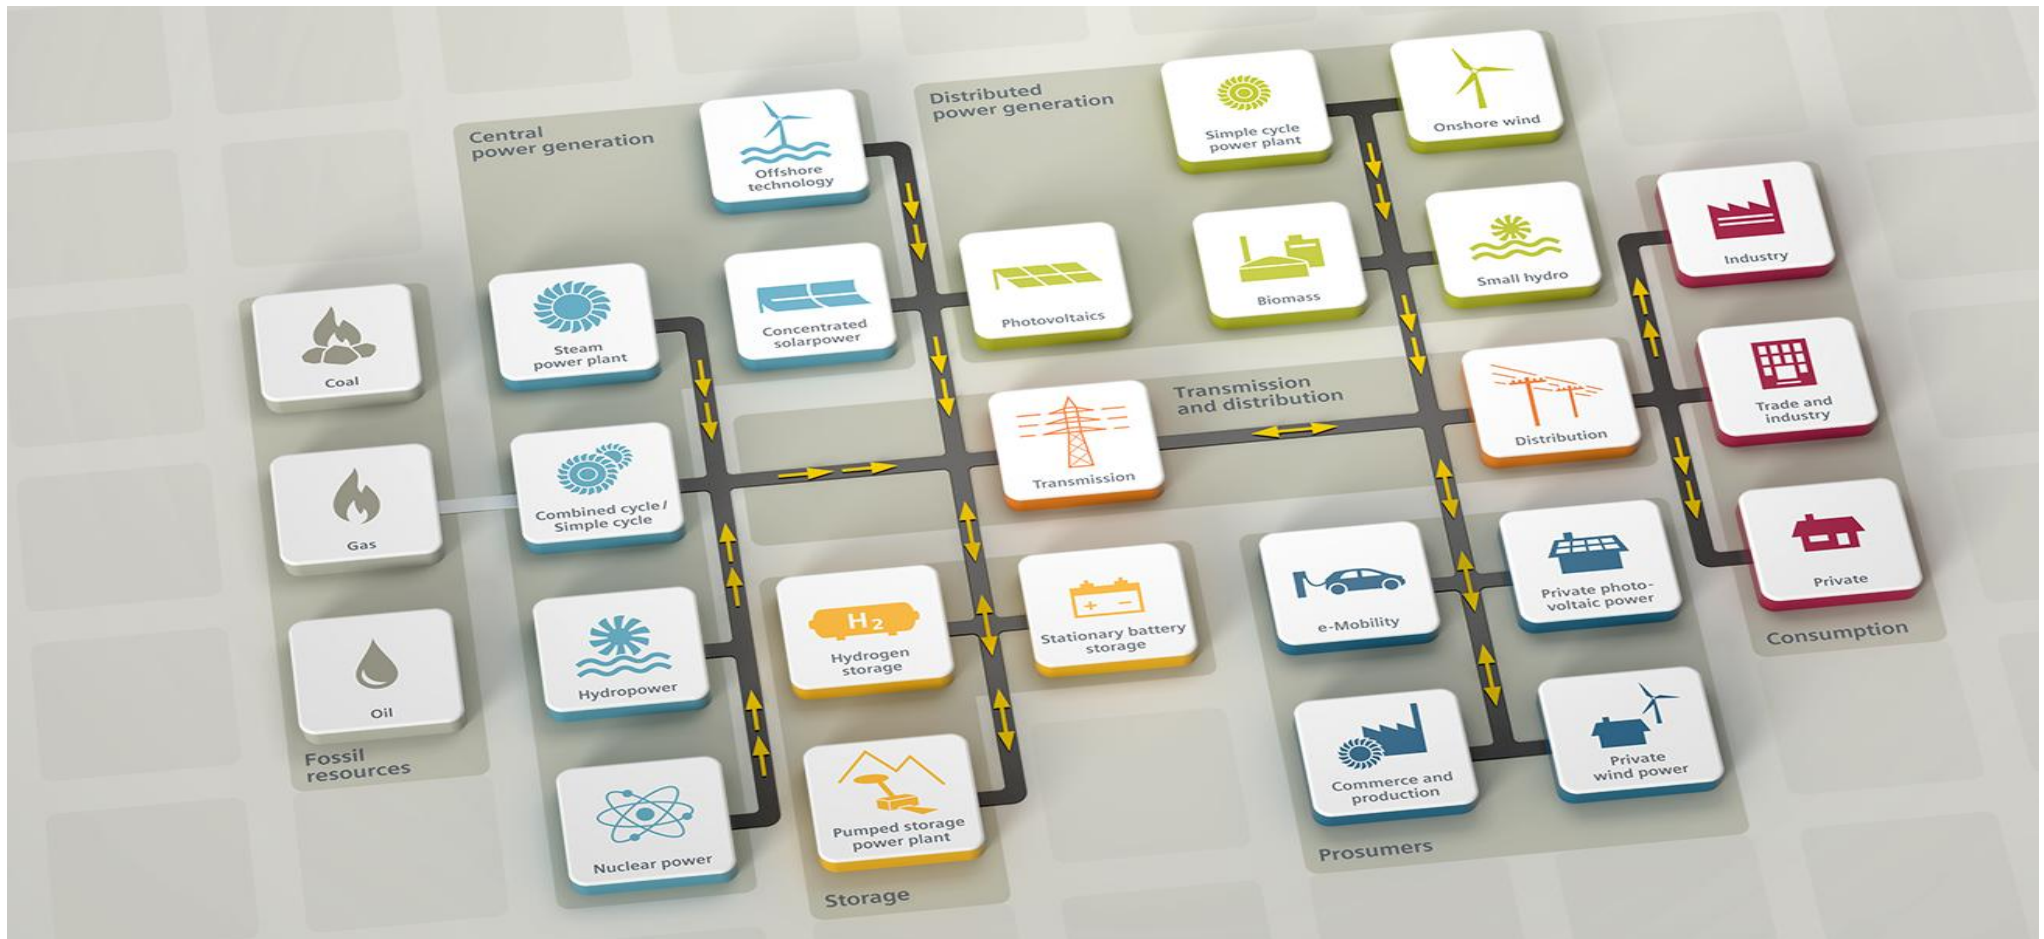 Central
power generation
Offshore
technology
Steam
power plant
Concentrated
solarpower
Combined cycle /
Simple cycle
Hydropower
Nuclear power
Coal
Gas
Oil
Fossil
resources
Distributed
power generation
Simple cycle
power plant
Onshore wind
Photovoltaics
Biomass
Small hydro
Transmission
and distribution
Transmission
Distribution
Hydrogen
storage
H2
Stationary battery
storage
Pumped storage
power plant
Storage
e-Mobility
Private photo-
voltaic power
Commerce and
production
Private
wind power
Prosumers
Industry
Trade and
industry
Private
Consumption